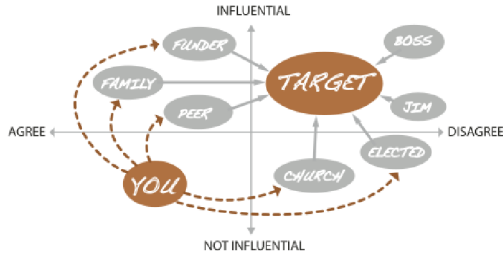 INFLUENTIAL
FUNDER
BOSS
FAMILY
TARGET
PEER
JIM
AGREE
DISAGREE
ELECTED
YOU
CHURCH
NOT INFLUENTIAL